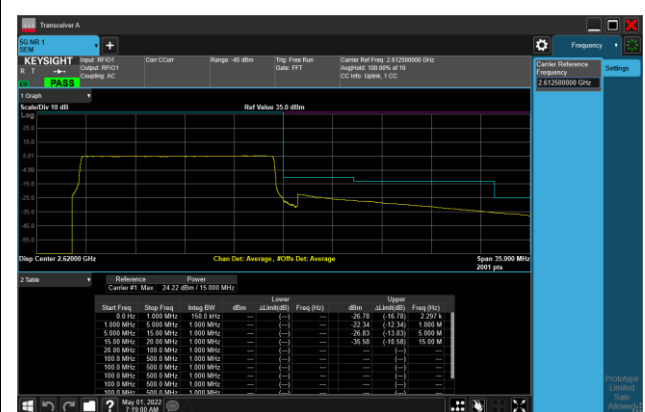 Transceiver A
5G NR 1
SEM
Frequency
KEYSIGHT Input: RFIO1 Corr CCorr Range: -45 dBm Trig: Free Run Carrier Ref Freq: 2.612500000 GHz
R T Output: RFIO1 Gate: FFT Avg|Hold: 100.00% of 10
Coupling: AC CC Info: Uplink, 1 CC
PASS
Carrier Reference Frequency
2.612500000 GHz
Settings
1 Graph
Scale/Div 10 dB Ref Value 35.0 dBm
Log
25.0
15.0
5.01
-4.99
-15.0
-25.0
-35.0
-45.0
-55.0
Disp Center 2.62000 GHz Chan Det: Average, #Offs Det: Average Span 35.000 MHz
2001 pts
2 Table
Reference Power
Carrier #1 Max 24.22 dBm / 15.000 MHz
Lower Upper
Start Freq Stop Freq Integ BW dBm ΔLimit(dB) Freq (Hz) dBm ΔLimit(dB) Freq (Hz)
0.0 Hz 1.000 MHz 150.0 kHz --- (---) --- -26.78 (-16.78) 2.297 k
1.000 MHz 5.000 MHz 1.000 MHz --- (---) --- -22.34 (-12.34) 1.000 M
5.000 MHz 15.00 MHz 1.000 MHz --- (---) --- -26.83 (-13.83) 5.000 M
15.00 MHz 20.00 MHz 1.000 MHz --- (---) --- -35.58 (-10.58) 15.00 M
20.00 MHz 100.0 MHz 1.000 MHz --- (---) --- --- (---) ---
100.0 MHz 500.0 MHz 1.000 MHz --- (---) --- --- (---) ---
100.0 MHz 500.0 MHz 1.000 MHz --- (---) --- --- (---) ---
100.0 MHz 500.0 MHz 1.000 MHz --- (---) --- --- (---) ---
100.0 MHz 500.0 MHz 1.000 MHz --- (---) --- --- (---) ---
100.0 MHz 500.0 MHz 1.000 MHz --- (---) --- --- (---) ---
Prototype
Limited
Sale
Allowed
May 01, 2022
7:19:00 AM